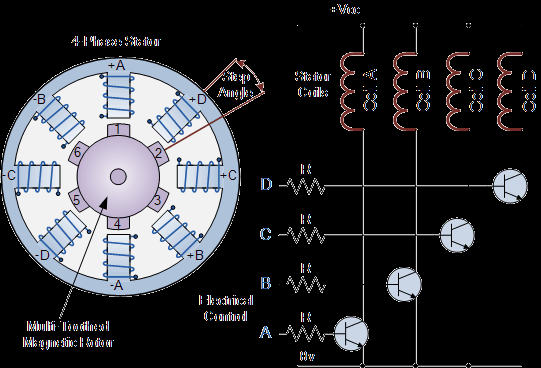 +Vcc
4-Phase Stator
+A
Step
Angle
Stator
Coils
-B
+D
1
6
2
-C
+C
5
3
4
-D
+B
-A
D
R
C
R
B
R
A
R
0v
Electrical
Control
Multi-Toothed
Magnetic Rotor